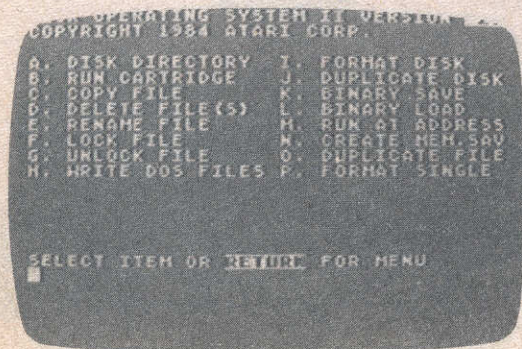 OPERATING SYSTEM II VERSION
COPYRIGHT 1984 ATARI CORP.
A. DISK DIRECTORY I. FORMAT DISK
B. RUN CARTRIDGE J. DUPLICATE DISK
C. COPY FILE K. BINARY SAVE
D. DELETE FILE(S) L. BINARY LOAD
E. RENAME FILE M. RUN AT ADDRESS
F. LOCK FILE N. CREATE MEM.SAV
G. UNLOCK FILE O. DUPLICATE FILE
H. WRITE DOS FILES P. FORMAT SINGLE
SELECT ITEM OR RETURN FOR MENU